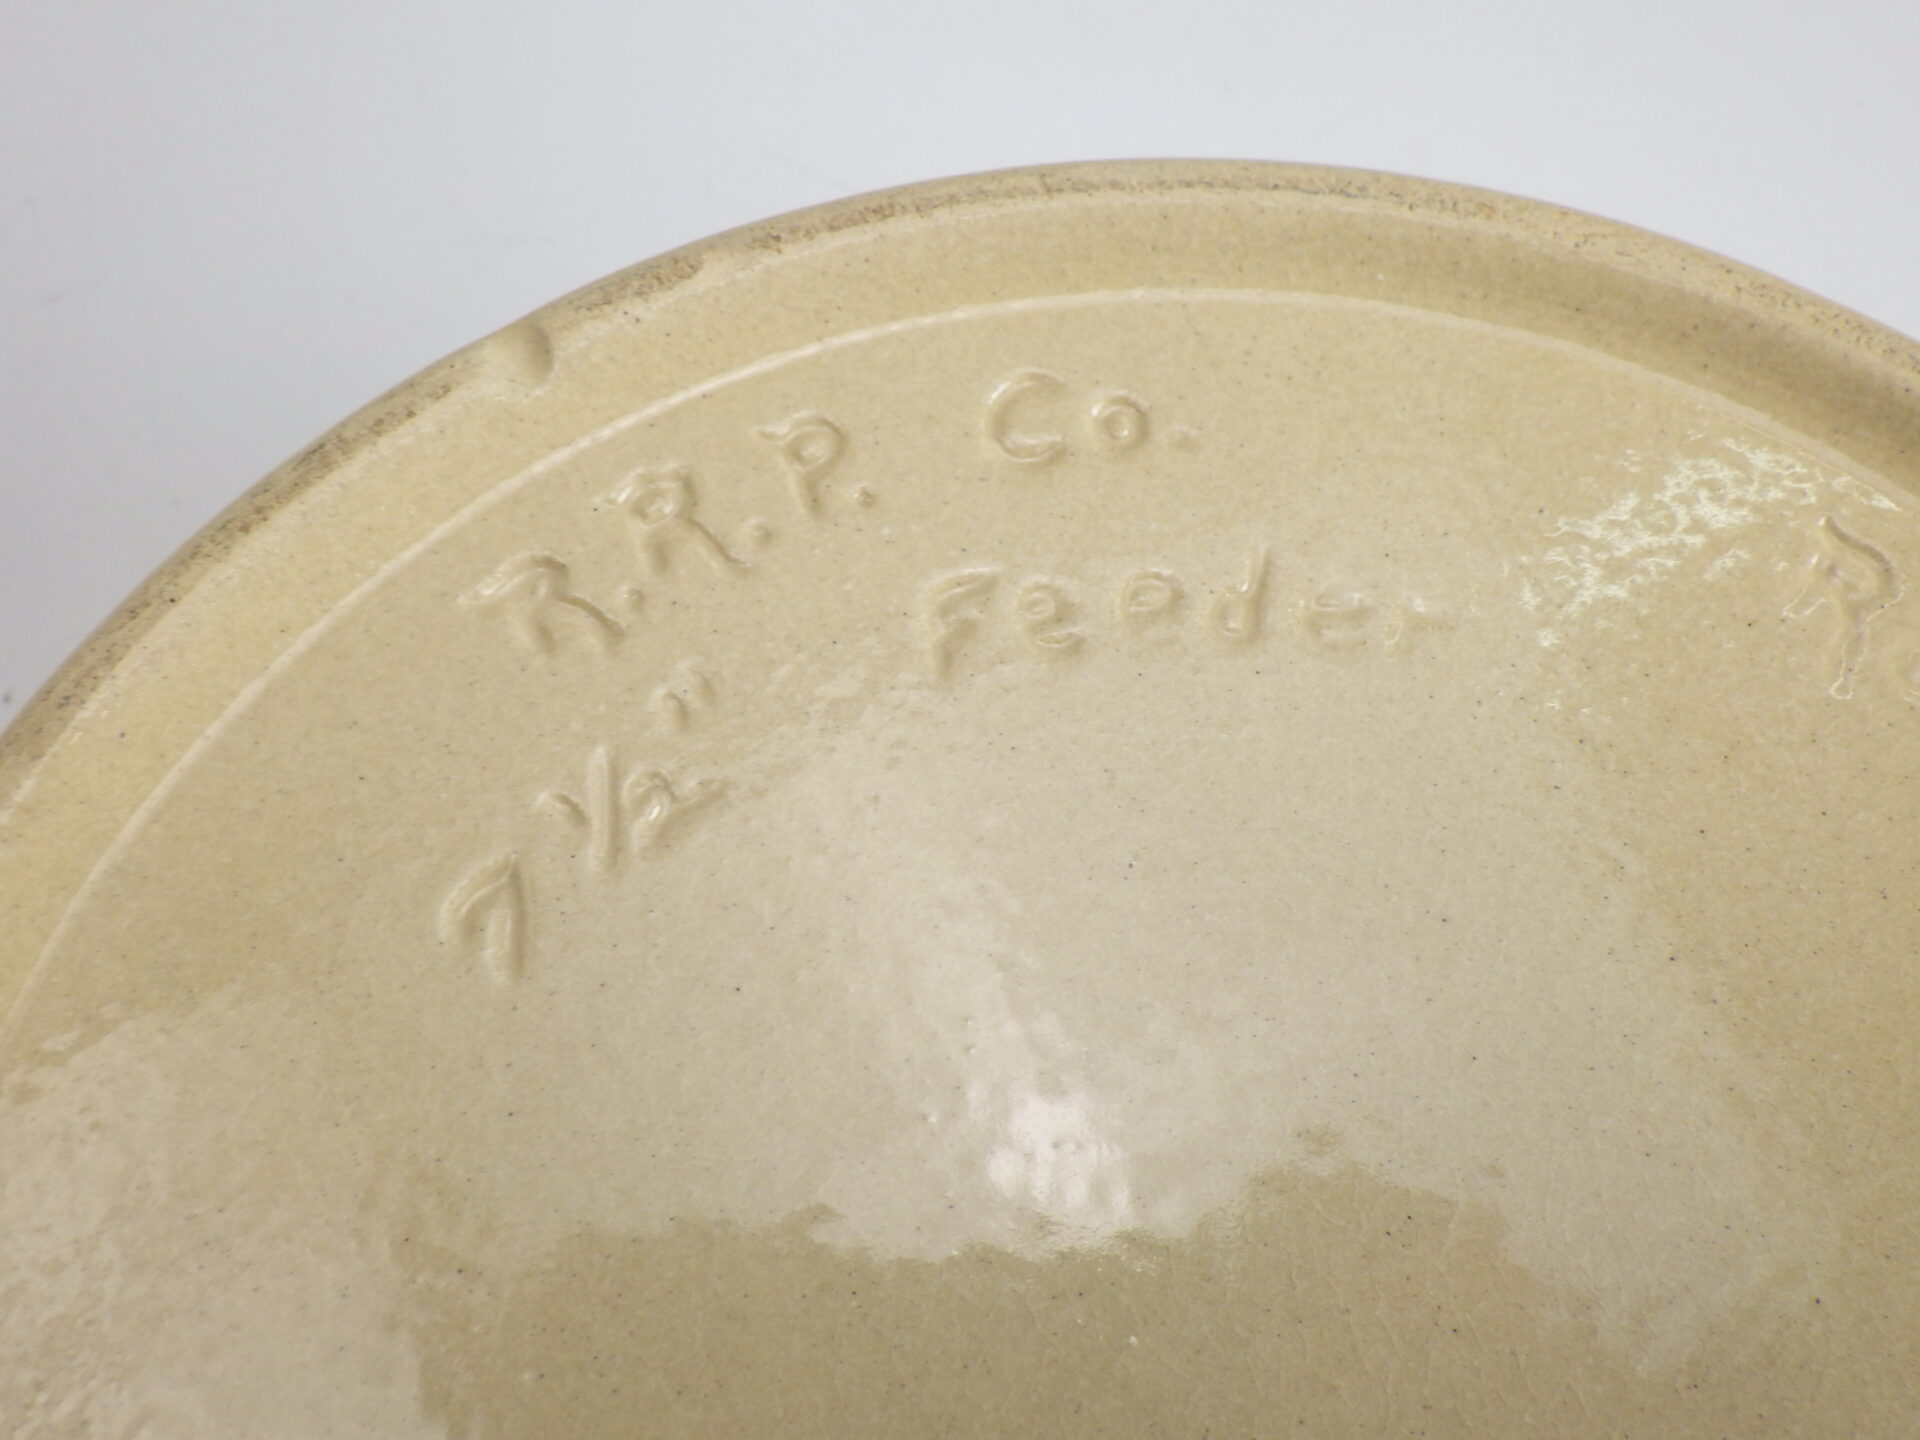 R.R.P. Co.
7 1/2" Feeder